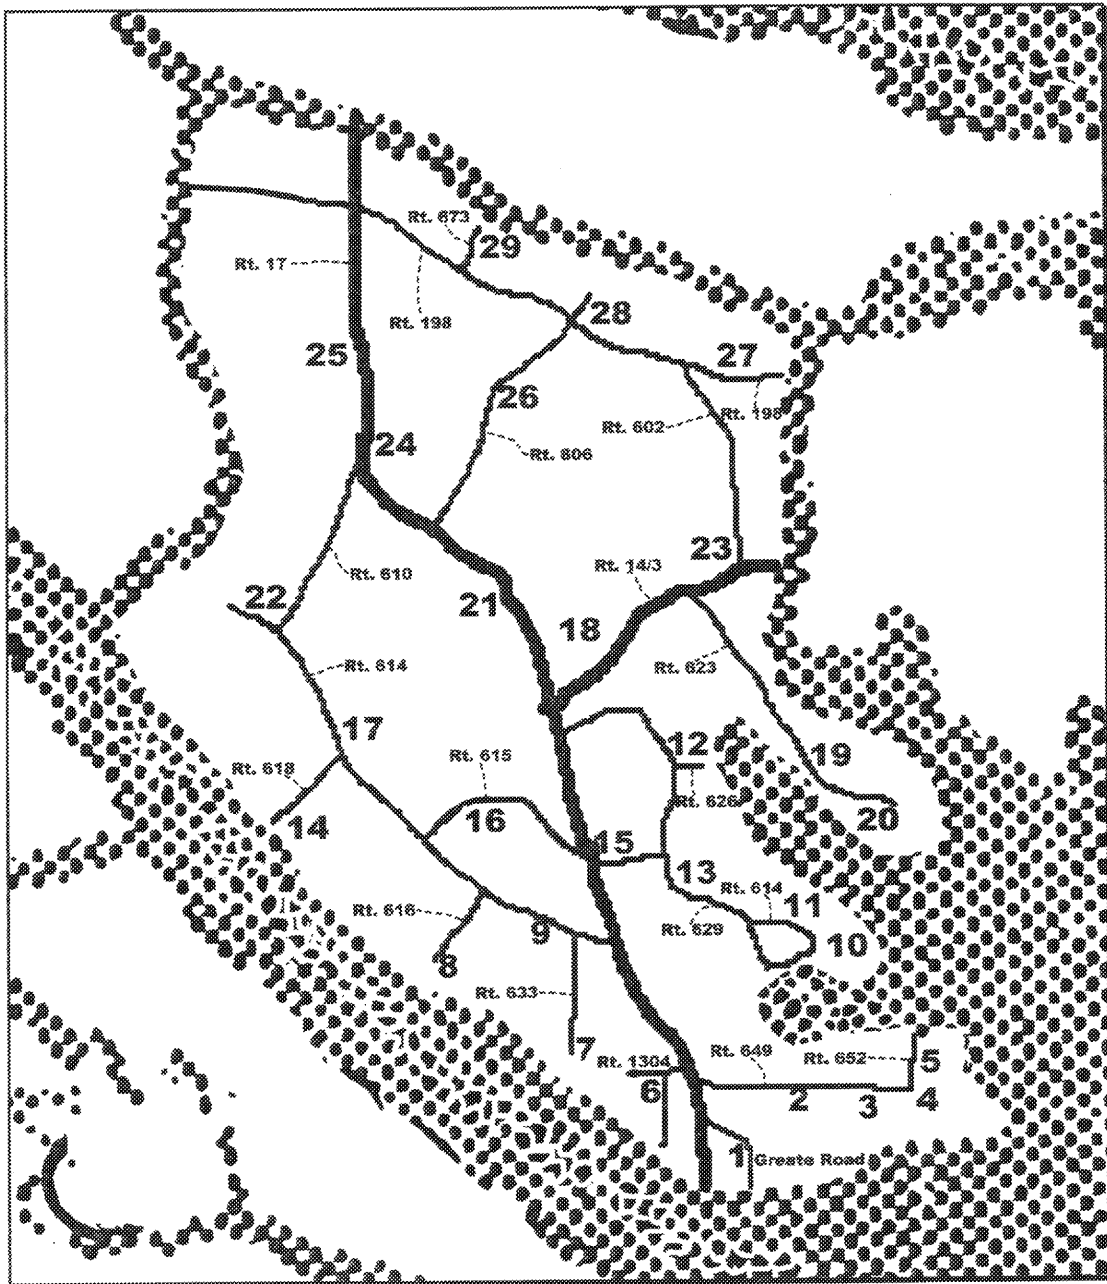 Rt. 673
29
Rt. 17
Rt. 198
28
25
27
26
Rt. 198
Rt. 602
24
Rt. 606
23
Rt. 14/3
Rt. 610
22
21
18
Rt. 614
Rt. 623
17
12
19
Rt. 615
Rt. 618
Rt. 626
14
16
20
15
13
Rt. 614
11
Rt. 616
9
Rt. 629
10
8
Rt. 633
7
Rt. 649
Rt. 652
5
Rt. 1304
6
2
3
4
1
Greate Road